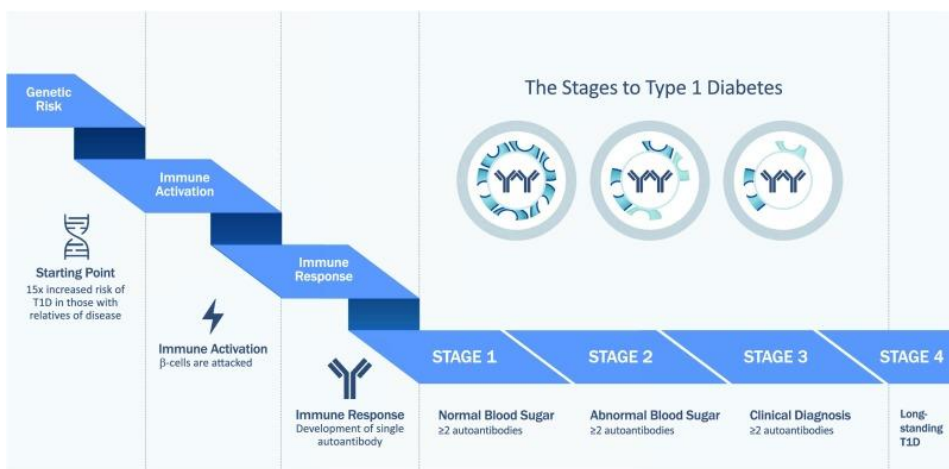 The Stages to Type 1 Diabetes
Genetic
Risk
Immune
Activation
Immune
Response
Starting Point
15x increased risk of
T1D in those with
relatives of disease
Immune Activation
β-cells are attacked
Immune Response
Development of single
autoantibody
STAGE 1
STAGE 2
STAGE 3
STAGE 4
Normal Blood Sugar
≥2 autoantibodies
Abnormal Blood Sugar
≥2 autoantibodies
Clinical Diagnosis
≥2 autoantibodies
Long-
standing
T1D